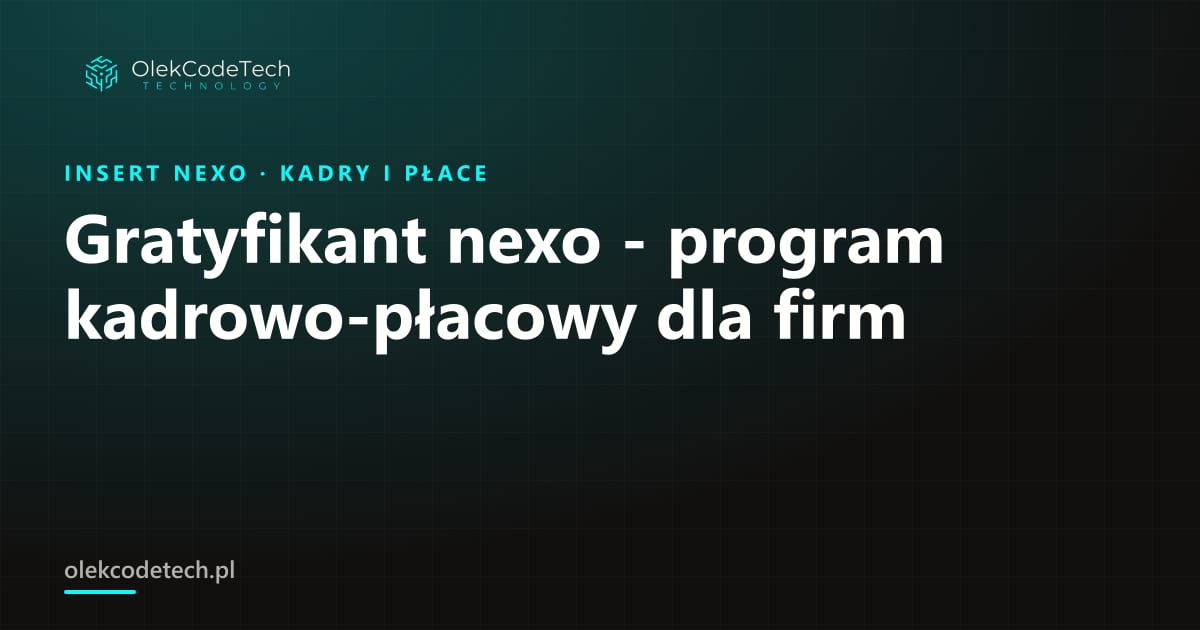 OlekCodeTech
TECHNOLOGY
INSERT NEXO · KADRY I PŁACE
Gratyfikant nexo - program
kadrowo-płacowy dla firm
olekcodetech.pl